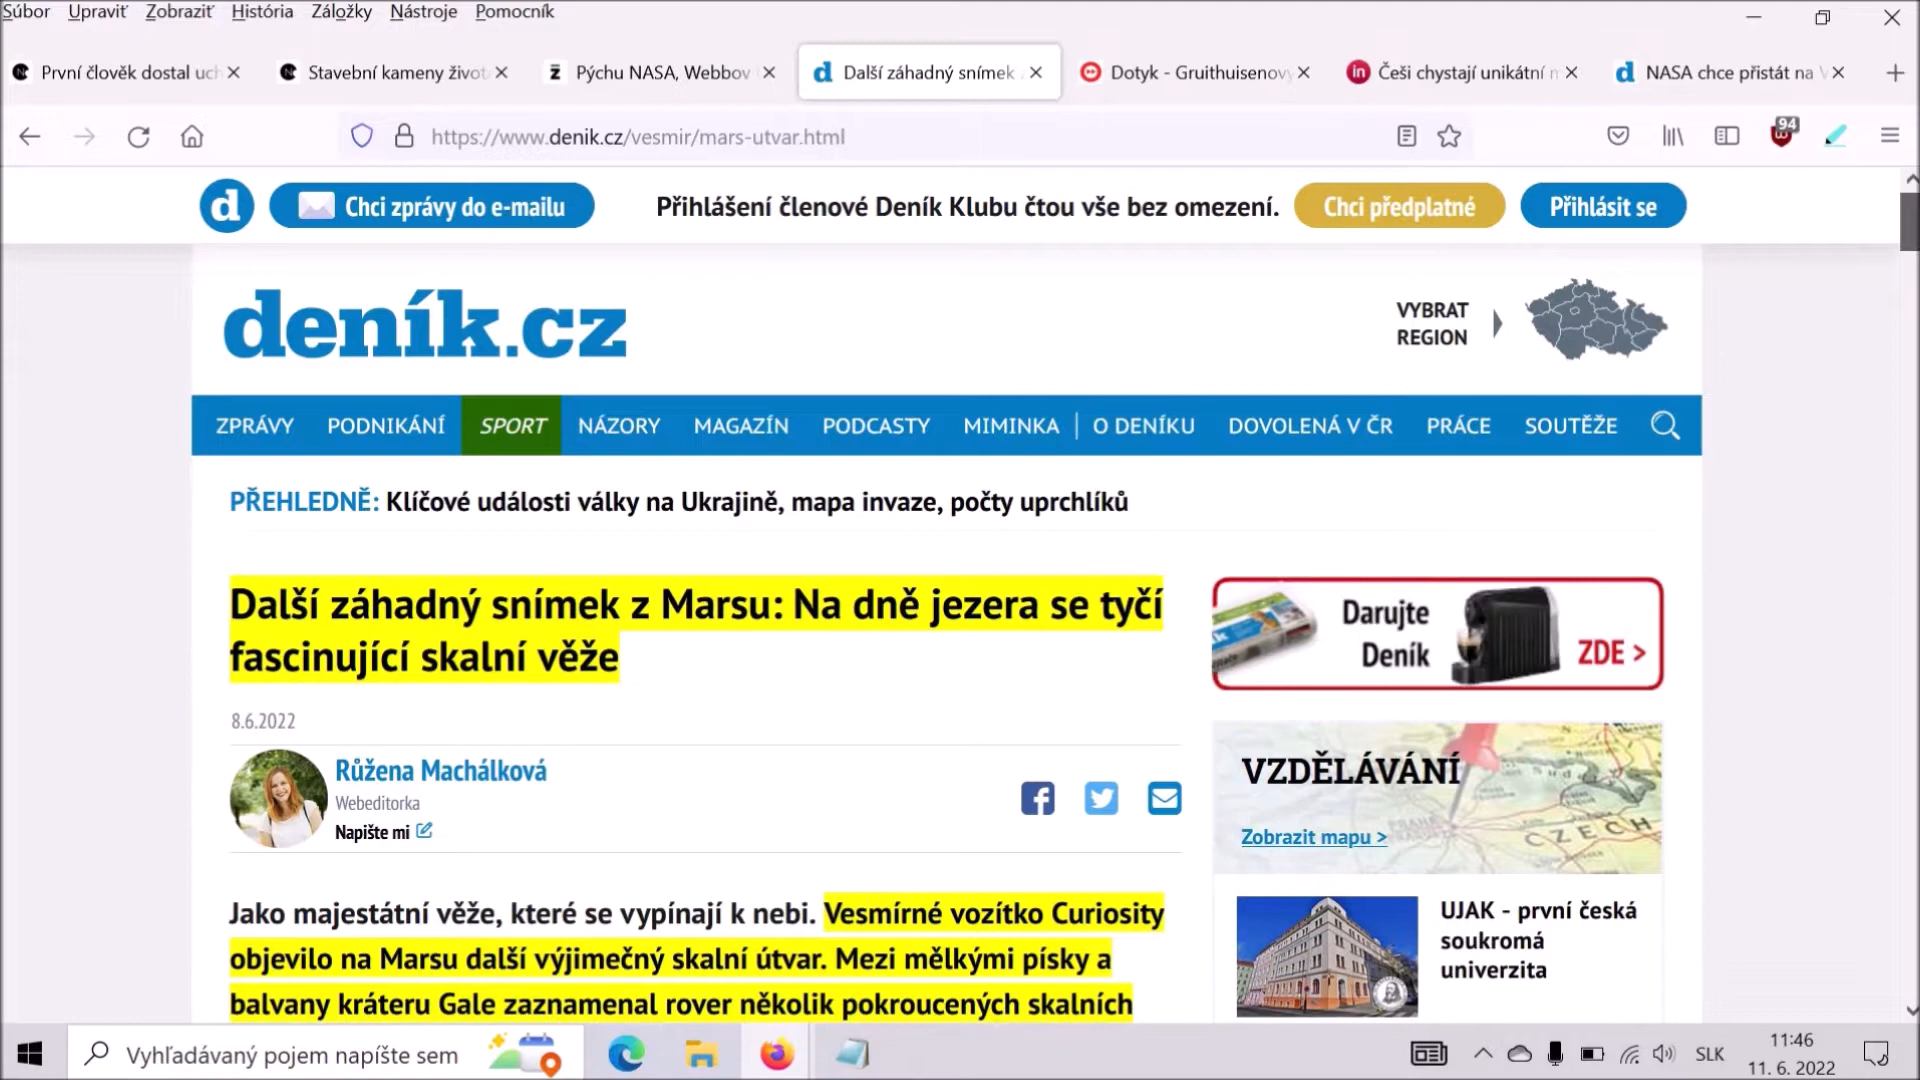 Súbor Upraviť Zobraziť História Záložky Nástroje Pomocník
První člověk dostal uch
Stavební kameny život
Pýchu NASA, Webbov
Další záhadný snímek
Dotyk - Gruithuisenovy
Češi chystají unikátní
NASA chce přistát na
https://www.denik.cz/vesmir/mars-utvar.html
94
d Chci zprávy do e-mailu
Přihlášení členové Deník Klubu čtou vše bez omezení.
Chci předplatné
Přihlásit se
deník.cz
VYBRAT
REGION
ZPRÁVY PODNIKÁNÍ SPORT NÁZORY MAGAZÍN PODCASTY MIMINKA | O DENÍKU DOVOLENÁ V ČR PRÁCE SOUTĚŽE
PŘEHLEDNĚ: Klíčové události války na Ukrajině, mapa invaze, počty uprchlíků
Další záhadný snímek z Marsu: Na dně jezera se tyčí
fascinující skalní věže
8.6.2022
Růžena Machálková
Webeditorka
Napište mi
Jako majestátní věže, které se vypínají k nebi. Vesmírné vozítko Curiosity
objevilo na Marsu další výjimečný skalní útvar. Mezi mělkými písky a
balvany kráteru Gale zaznamenal rover několik pokroucených skalních
Darujte
Deník
ZDE >
VZDĚLÁVÁNÍ
CZECH
Zobrazit mapu >
UJAK - první česká
soukromá
univerzita
Vyhľadávaný pojem napíšte sem
SLK
11:46
11. 6. 2022